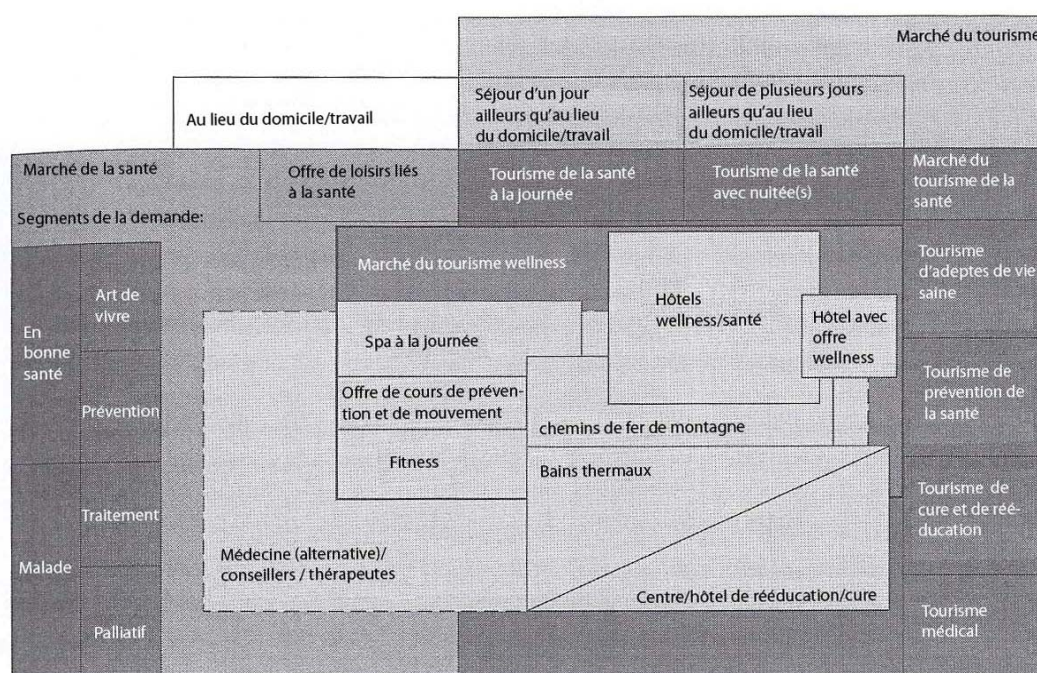 Marché du tourisme
Au lieu du domicile/travail
Séjour d'un jour
ailleurs qu'au lieu
du domicile/travail
Séjour de plusieurs jours
ailleurs qu'au lieu
du domicile/travail
Marché de la santé
Offre de loisirs liés
à la santé
Tourisme de la santé
à la journée
Tourisme de la santé
avec nuitée(s)
Marché du
tourisme de la
santé
Segments de la demande:
En
bonne
santé
Art de
vivre
Prévention
Malade
Traitement
Palliatif
Marché du tourisme wellness
Spa à la journée
Offre de cours de préven-
tion et de mouvement
Fitness
Hôtels
wellness/santé
Hôtel avec
offre
wellness
chemins de fer de montagne
Bains thermaux
Centre/hôtel de rééducation/cure
Médecine (alternative)/
conseillers / thérapeutes
Tourisme
d'adeptes de vie
saine
Tourisme de
prévention de
la santé
Tourisme de
cure et de réé-
ducation
Tourisme
médical